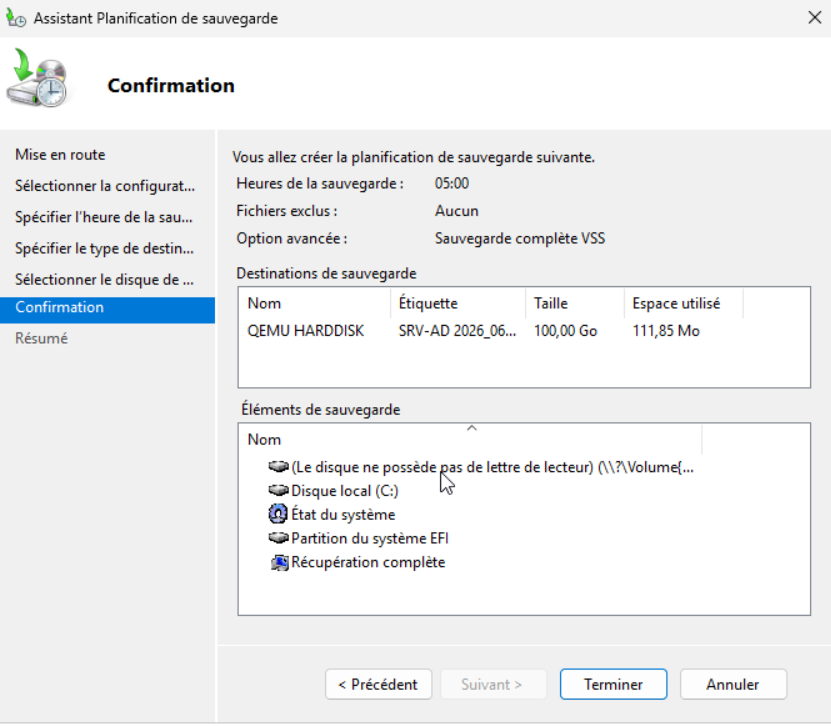 Assistant Planification de sauvegarde
Confirmation
Mise en route
Sélectionner la configurat...
Spécifier l'heure de la sau...
Spécifier le type de destin...
Sélectionner le disque de ...
Confirmation
Résumé
Vous allez créer la planification de sauvegarde suivante.
Heures de la sauvegarde : 05:00
Fichiers exclus : Aucun
Option avancée : Sauvegarde complète VSS
Destinations de sauvegarde
Nom Étiquette Taille Espace utilisé
QEMU HARDDISK SRV-AD 2026_06... 100,00 Go 111,85 Mo
Éléments de sauvegarde
Nom
(Le disque ne possède pas de lettre de lecteur) (\\?\Volume{...
Disque local (C:)
État du système
Partition du système EFI
Récupération complète
< Précédent Suivant > Terminer Annuler